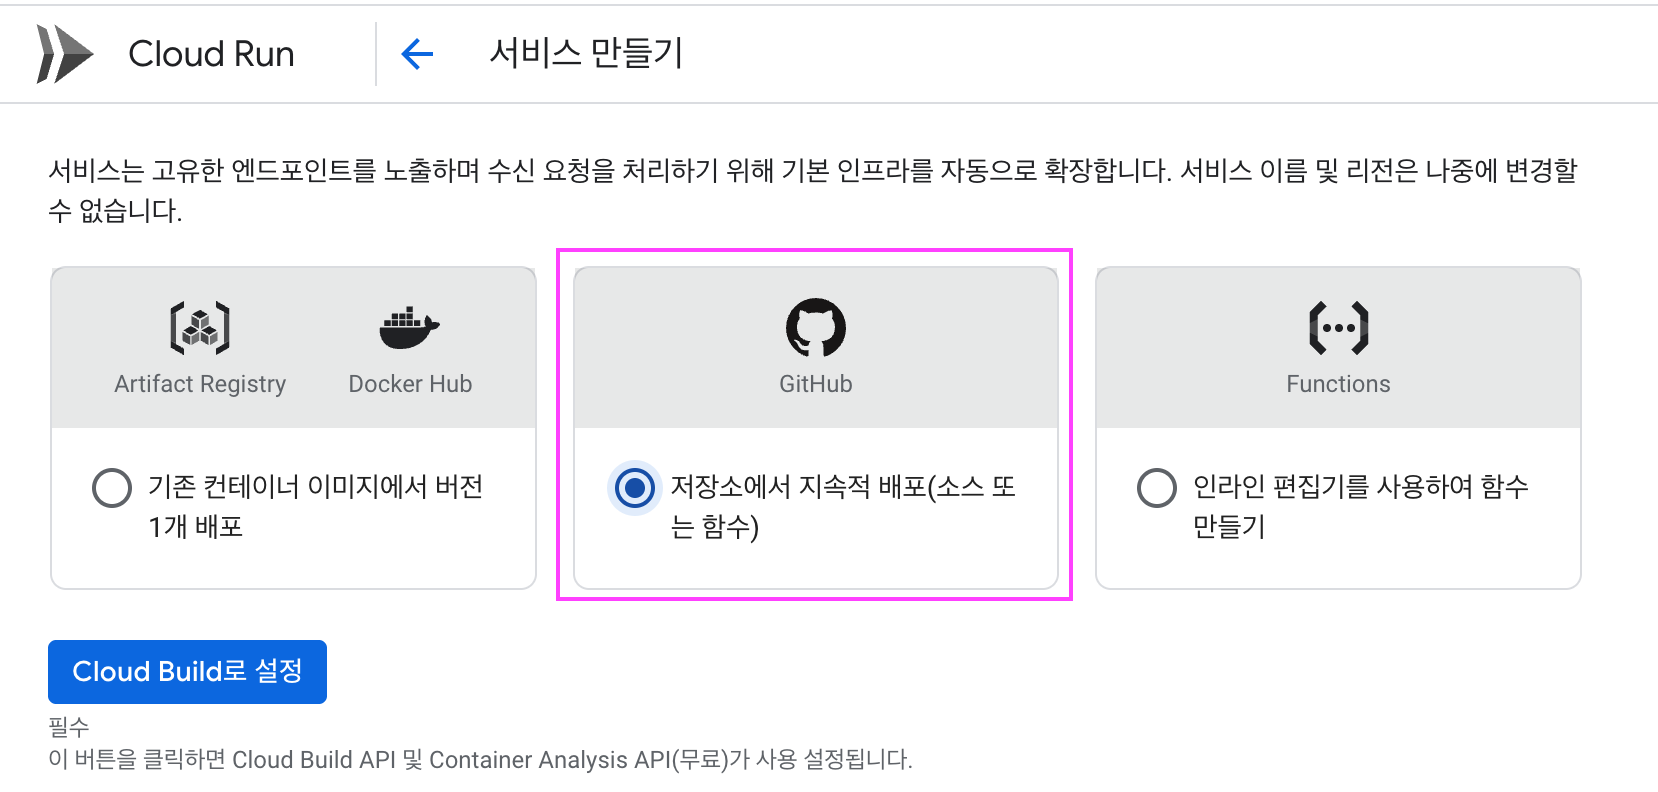 Cloud Run
서비스 만들기
서비스는 고유한 엔드포인트를 노출하며 수신 요청을 처리하기 위해 기본 인프라를 자동으로 확장합니다. 서비스 이름 및 리전은 나중에 변경할
수 없습니다.
Artifact Registry
Docker Hub
기존 컨테이너 이미지에서 버전
1개 배포
GitHub
저장소에서 지속적 배포(소스 또
는 함수)
Functions
인라인 편집기를 사용하여 함수
만들기
Cloud Build로 설정
필수
이 버튼을 클릭하면 Cloud Build API 및 Container Analysis API(무료)가 사용 설정됩니다.